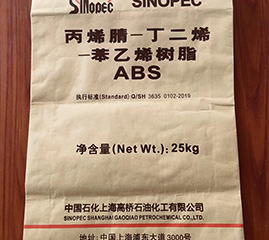 Sinopec SINOPEC
丙烯腈-丁二烯
-苯乙烯树脂
ABS
执行标准(Standard) Q/SH 3635 0102-2019
净含量(Net Wt.): 25kg
中国石化上海高桥石油化工有限公司
SINOPEC SHANGHAI GAOQIAO PETROCHEMICAL CO., LTD.
地址: 中国上海浦东大道3000号